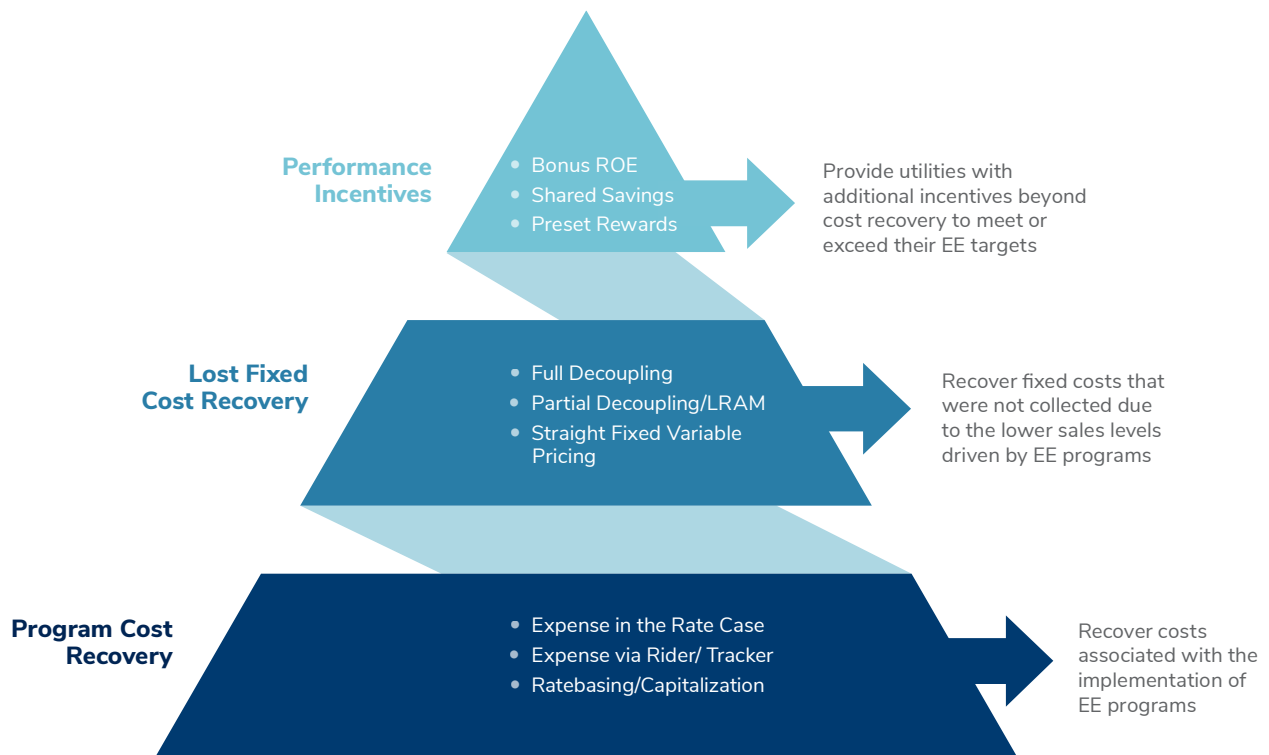 Performance
Incentives
• Bonus ROE
• Shared Savings
• Preset Rewards
Provide utilities with
additional incentives beyond
cost recovery to meet or
exceed their EE targets
Lost Fixed
Cost Recovery
• Full Decoupling
• Partial Decoupling/LRAM
• Straight Fixed Variable
Pricing
Recover fixed costs that
were not collected due
to the lower sales levels
driven by EE programs
Program Cost
Recovery
• Expense in the Rate Case
• Expense via Rider/ Tracker
• Ratebasing/Capitalization
Recover costs
associated with the
implementation of
EE programs